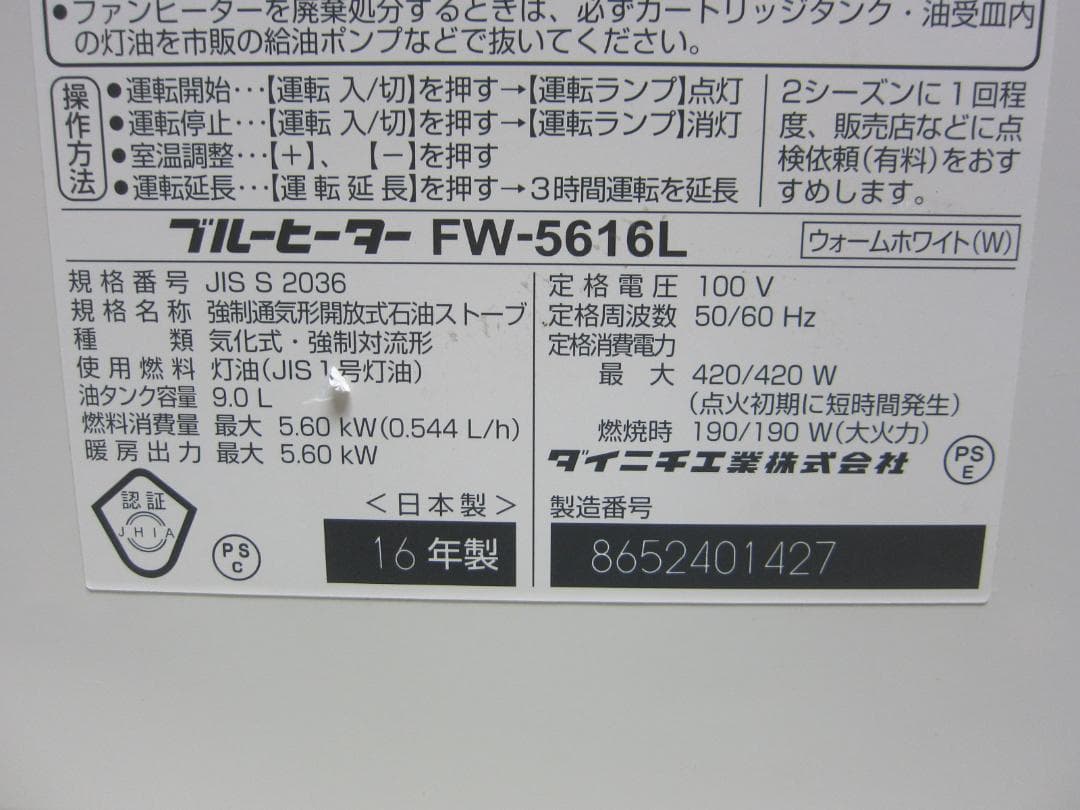 ●ファンヒーターを廃棄処分するときは、必ずカートリッジタンク・油受皿内
の灯油を市販の給油ポンプなどで抜いてください。
操作方法
●運転開始…【運転 入/切】を押す→【運転ランプ】点灯
●運転停止…【運転 入/切】を押す→【運転ランプ】消灯
●室温調整…【+】、【−】を押す
●運転延長…【運転延長】を押す→3時間運転を延長
2シーズンに1回程
度、販売店などに点
検依頼(有料)をおす
すめします。
ブルーヒーター FW-5616L
ウォームホワイト(W)
規格番号 JIS S 2036
規格名称 強制通気形開放式石油ストーブ
種類 気化式・強制対流形
使用燃料 灯油(JIS 1号灯油)
油タンク容量 9.0 L
燃料消費量 最大 5.60 kW(0.544 L/h)
暖房出力 最大 5.60 kW
認証
JHIA
PS
C
<日本製>
16年製
定格電圧 100 V
定格周波数 50/60 Hz
定格消費電力
最大 420/420 W
(点火初期に短時間発生)
燃焼時 190/190 W(大火力)
ダイニチ工業株式会社
PS
E
製造番号
8652401427